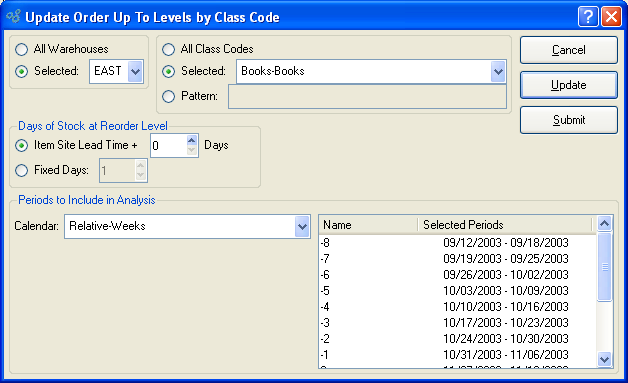 Update Order Up To Levels by Class Code
All Warehouses
Selected: EAST
All Class Codes
Selected: Books-Books
Pattern:
Cancel
Update
Submit
Days of Stock at Reorder Level
Item Site Lead Time + 0 Days
Fixed Days: 1
Periods to Include in Analysis
Calendar: Relative-Weeks
Name Selected Periods
-8 09/12/2003 - 09/18/2003
-7 09/19/2003 - 09/25/2003
-6 09/26/2003 - 10/02/2003
-5 10/03/2003 - 10/09/2003
-4 10/10/2003 - 10/16/2003
-3 10/17/2003 - 10/23/2003
-2 10/24/2003 - 10/30/2003
-1 10/31/2003 - 11/06/2003